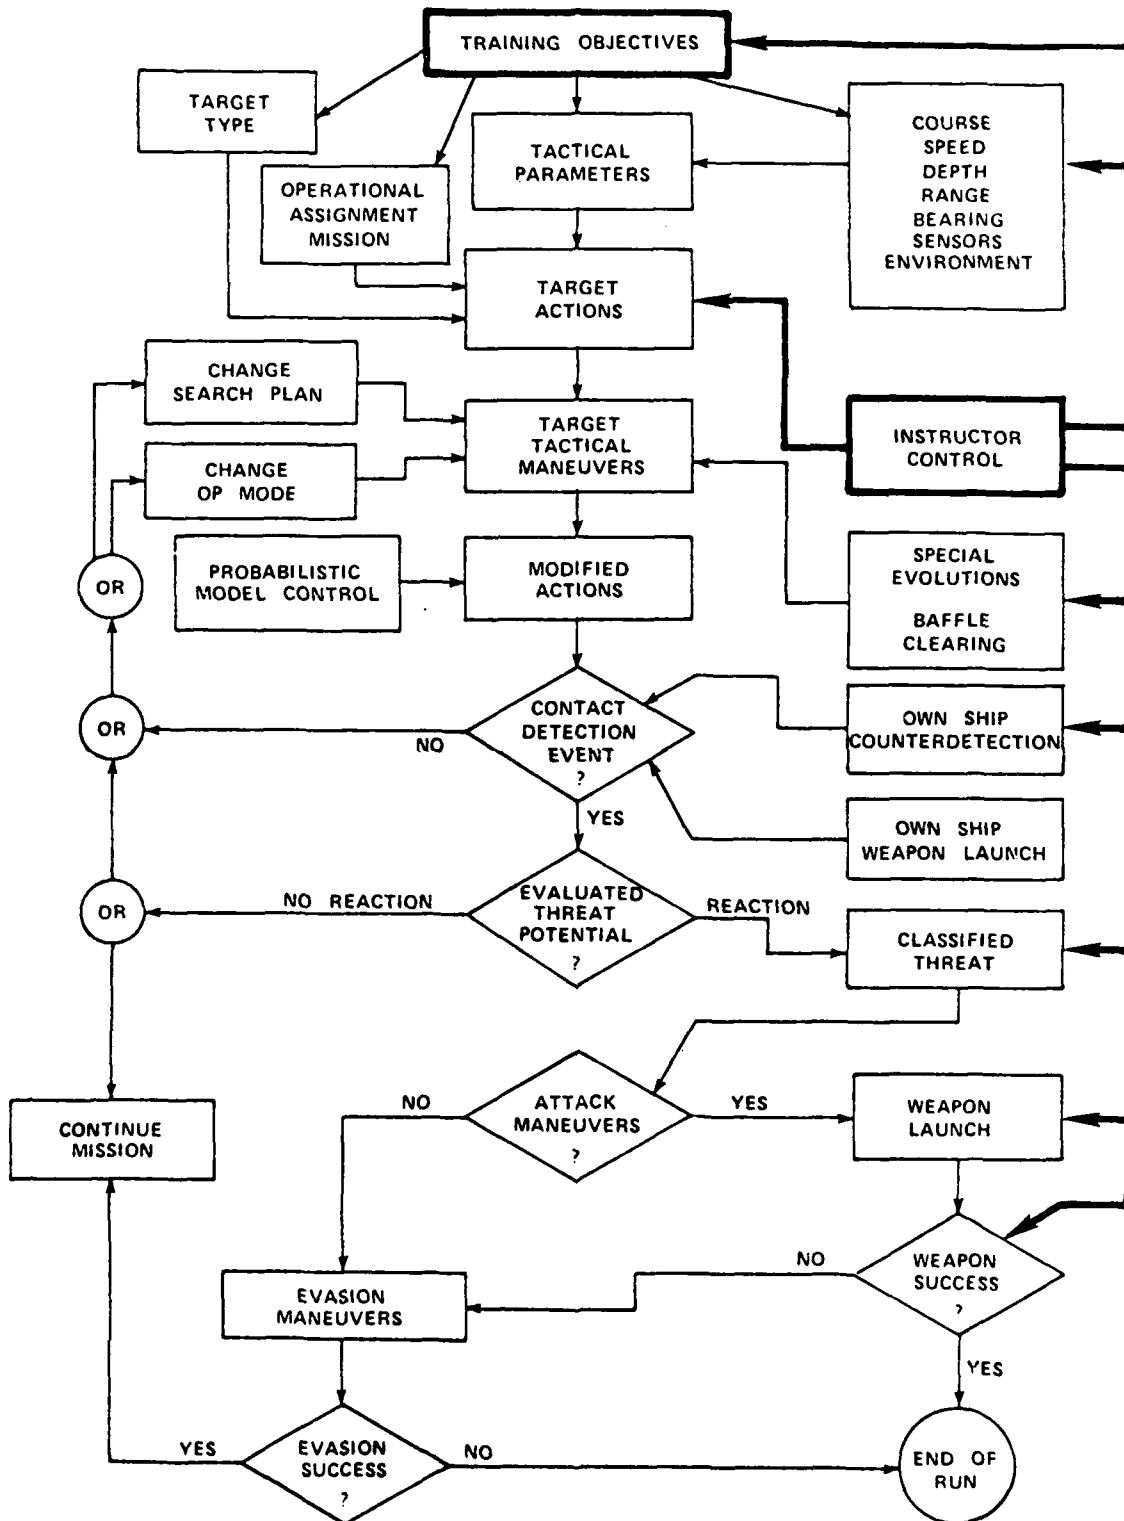 TRAINING OBJECTIVES
TARGET
TYPE
TACTICAL
PARAMETERS
COURSE
SPEED
DEPTH
RANGE
BEARING
SENSORS
ENVIRONMENT
OPERATIONAL
ASSIGNMENT
MISSION
TARGET
ACTIONS
CHANGE
SEARCH PLAN
TARGET
TACTICAL
MANEUVERS
INSTRUCTOR
CONTROL
CHANGE
OP MODE
PROBABILISTIC
MODEL CONTROL
MODIFIED
ACTIONS
SPECIAL
EVOLUTIONS
BAFFLE
CLEARING
OR
OR
NO
CONTACT
DETECTION
EVENT
?
YES
OWN SHIP
COUNTERDETECTION
OWN SHIP
WEAPON LAUNCH
OR
NO REACTION
EVALUATED
THREAT
POTENTIAL
?
REACTION
CLASSIFIED
THREAT
CONTINUE
MISSION
NO
ATTACK
MANEUVERS
?
YES
WEAPON
LAUNCH
EVASION
MANEUVERS
NO
WEAPON
SUCCESS
?
YES
YES
EVASION
SUCCESS
?
NO
END OF
RUN